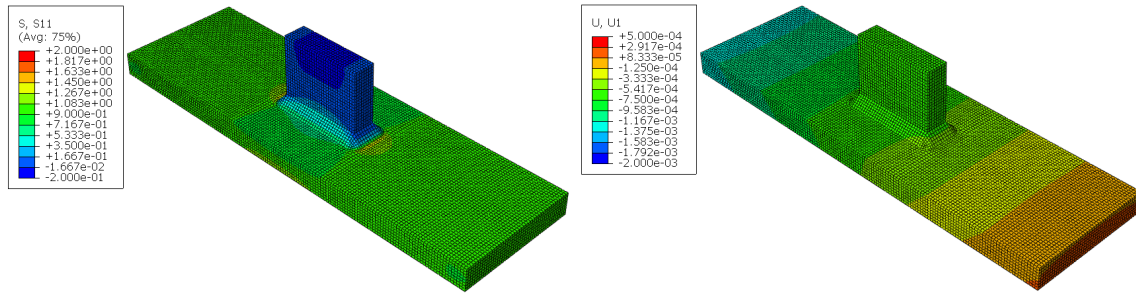 S, S11
(Avg: 75%)
+2.000e+00
+1.817e+00
+1.633e+00
+1.450e+00
+1.267e+00
+1.083e+00
+9.000e-01
+7.167e-01
+5.333e-01
+3.500e-01
+1.667e-01
-1.667e-02
-2.000e-01
U, U1
+5.000e-04
+2.917e-04
+8.333e-05
-1.250e-04
-3.333e-04
-5.417e-04
-7.500e-04
-9.583e-04
-1.167e-03
-1.375e-03
-1.583e-03
-1.792e-03
-2.000e-03